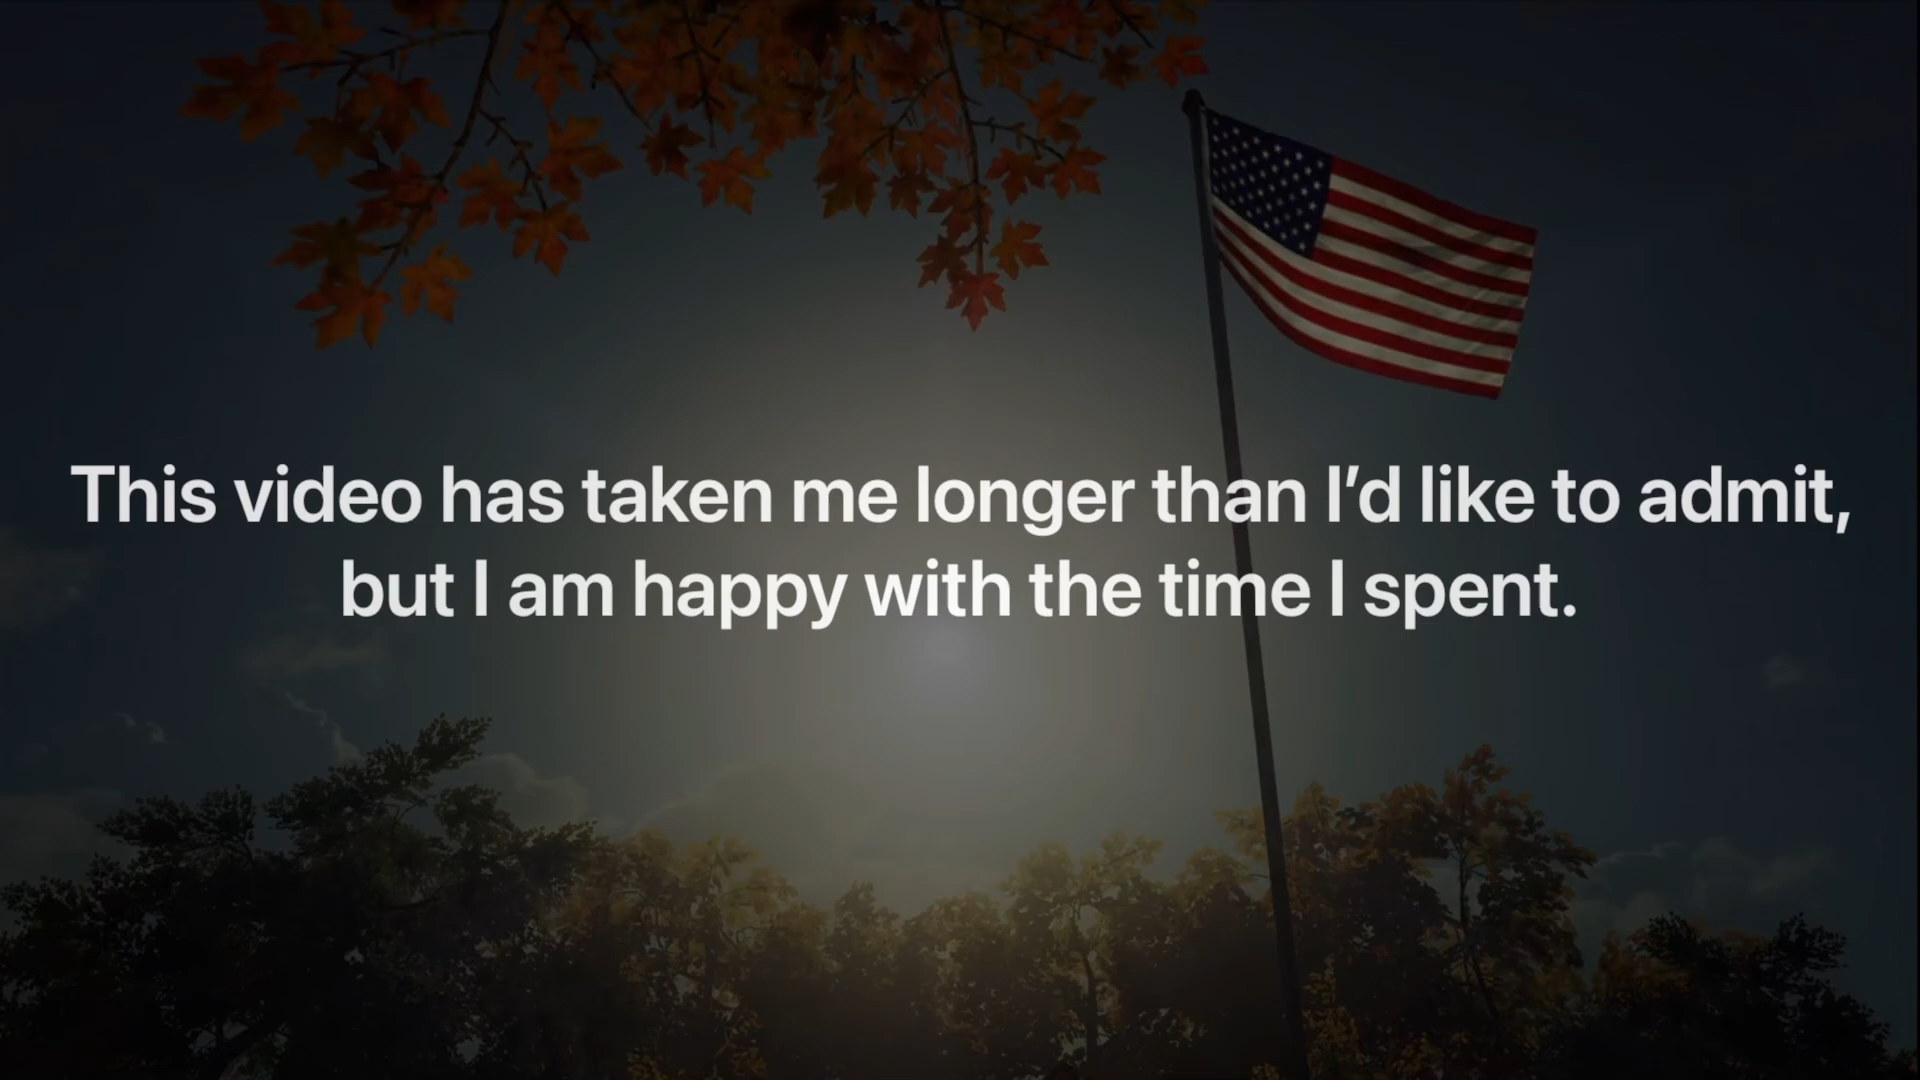 This video has taken me longer than I’d like to admit,
but I am happy with the time I spent.